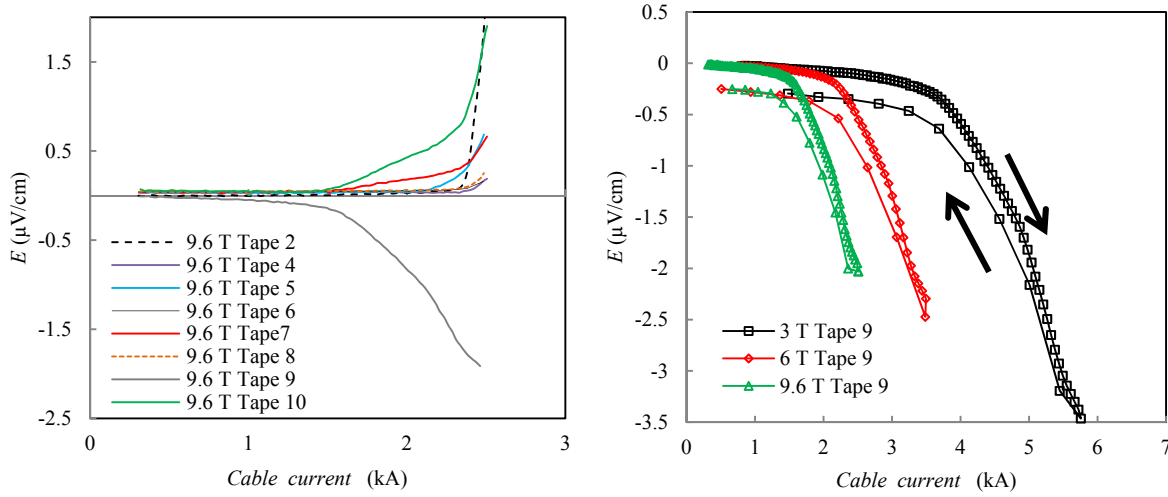 1.5
0.5
-0.5
-1.5
-2.5
E (µV/cm)
9.6 T Tape 2
9.6 T Tape 4
9.6 T Tape 5
9.6 T Tape 6
9.6 T Tape7
9.6 T Tape 8
9.6 T Tape 9
9.6 T Tape 10
0 1 2 3
Cable current (kA)
0.5
0
-0.5
-1
-1.5
-2
-2.5
-3
-3.5
E (µV/cm)
3 T Tape 9
6 T Tape 9
9.6 T Tape 9
0 1 2 3 4 5 6 7
Cable current (kA)